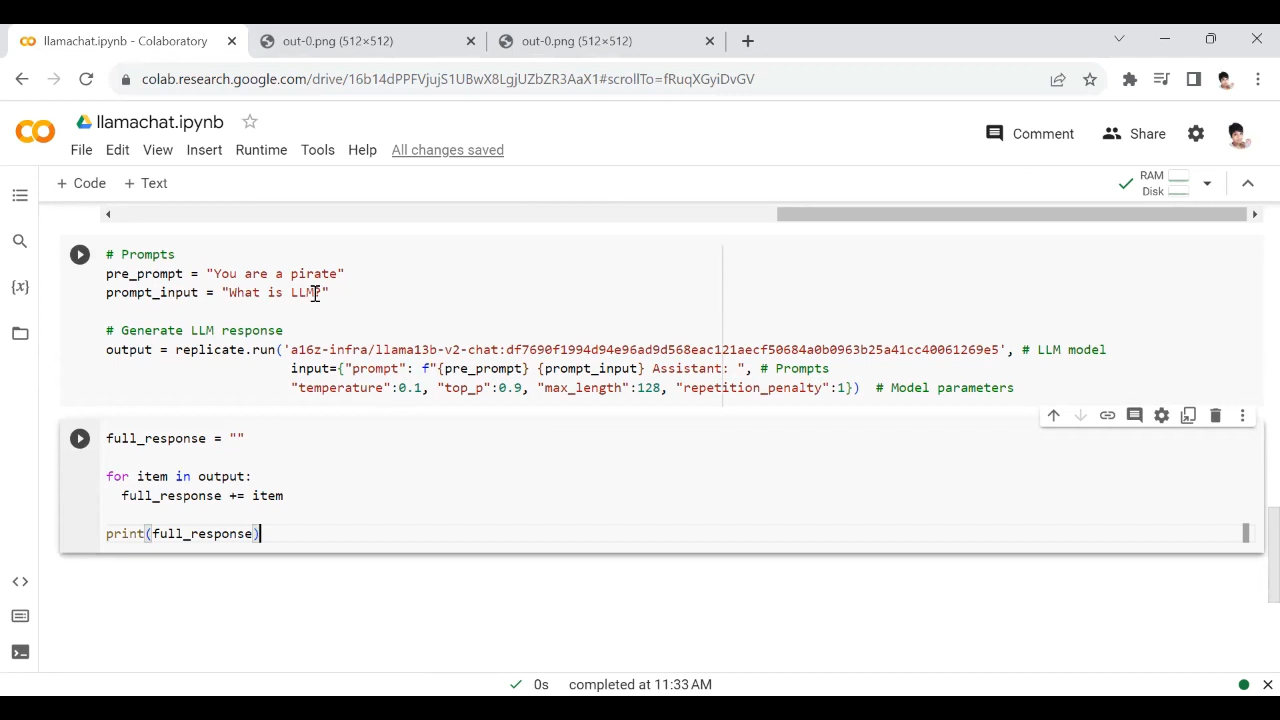 llamachat.ipynb - Colaboratory
out-0.png (512×512)
out-0.png (512×512)
colab.research.google.com/drive/16b14dPPFVjujS1UBwX8LgjUZbZR3AaX1#scrollTo=fRuqXGyiDvGV
llamachat.ipynb
File Edit View Insert Runtime Tools Help All changes saved
Comment Share
+ Code + Text
RAM
Disk
# Prompts
pre_prompt = "You are a pirate"
prompt_input = "What is LLM?"
# Generate LLM response
output = replicate.run('a16z-infra/llama13b-v2-chat:df7690f1994d94e96ad9d568eac121aecf50684a0b0963b25a41cc40061269e5', # LLM model
input={"prompt": f"{pre_prompt} {prompt_input} Assistant: ", # Prompts
"temperature":0.1, "top_p":0.9, "max_length":128, "repetition_penalty":1}) # Model parameters
full_response = ""
for item in output:
full_response += item
print(full_response)
{x}
0s completed at 11:33 AM